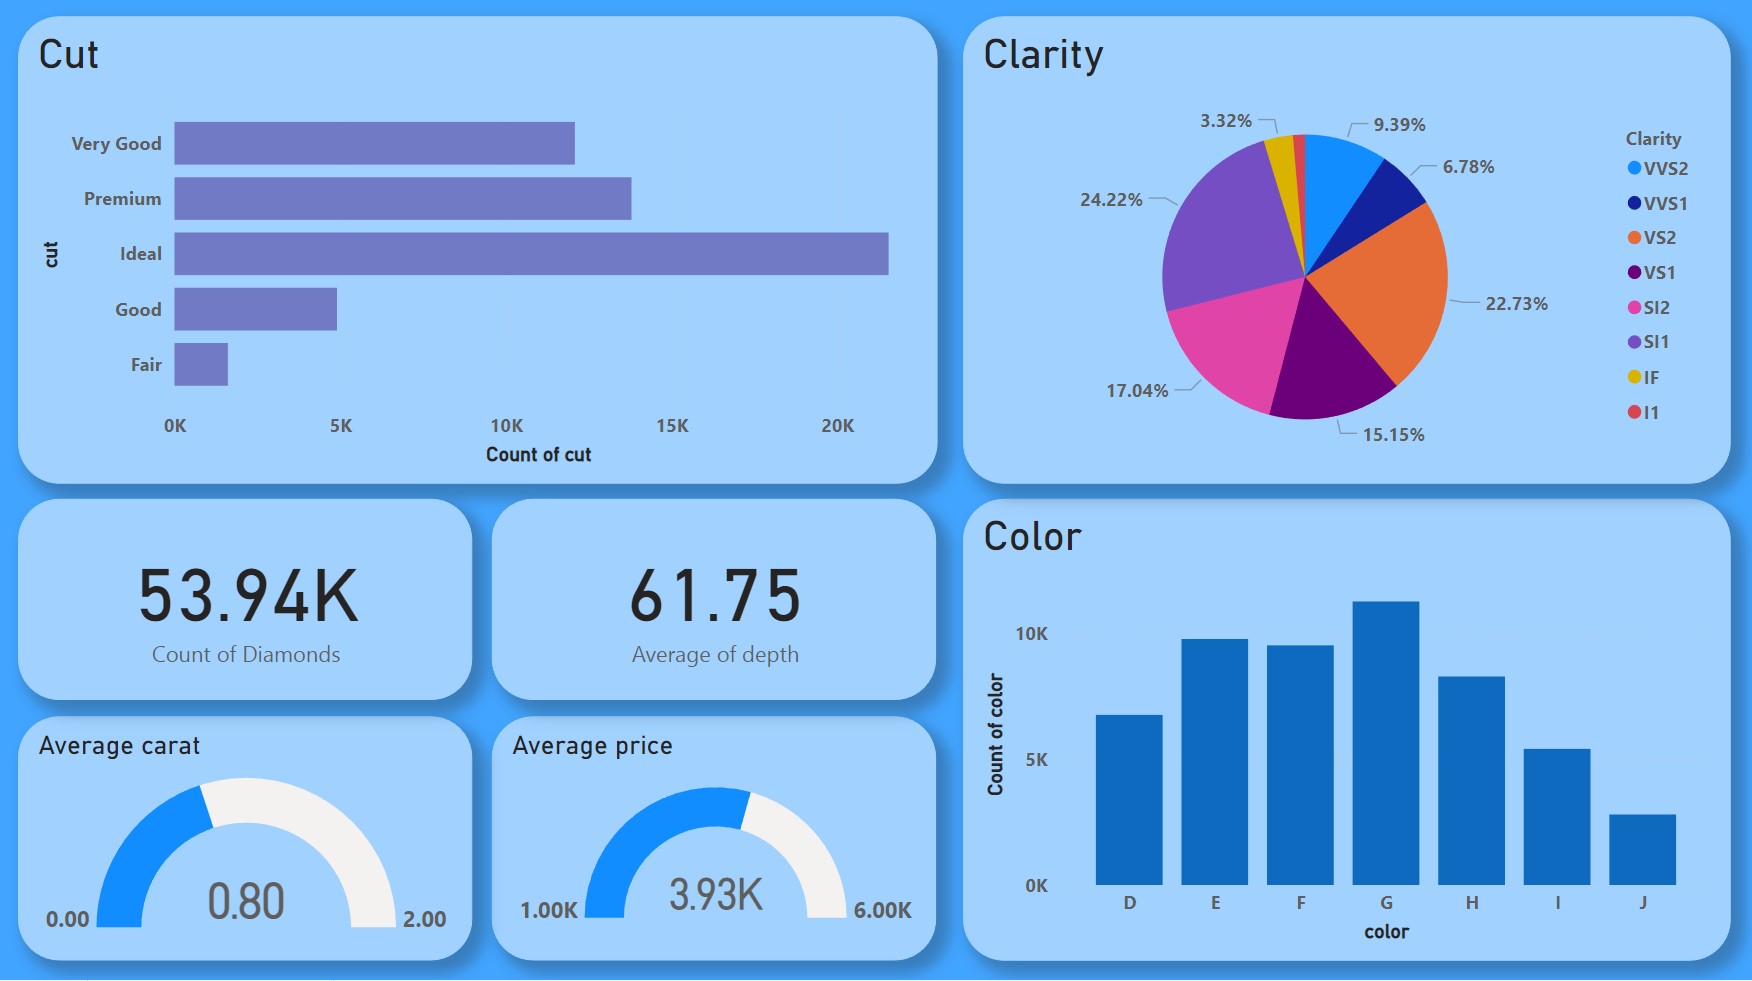 Cut
Very Good
Premium
Ideal
Good
Fair
cut
0K 5K 10K 15K 20K
Count of cut
Clarity
3.32%
9.39%
6.78%
24.22%
22.73%
17.04%
15.15%
Clarity
VVS2
VVS1
VS2
VS1
SI2
SI1
IF
I1
53.94K
Count of Diamonds
61.75
Average of depth
Average carat
0.80
0.00 2.00
Average price
3.93K
1.00K 6.00K
Color
10K
5K
0K
Count of color
D E F G H I J
color